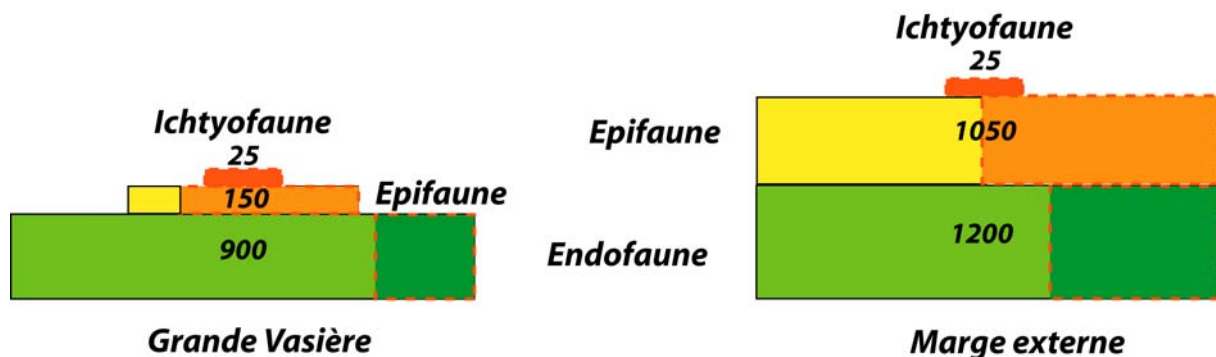 Ichtyofaune
25
150
Epifaune
900
Grande Vasière
Ichtyofaune
25
Epifaune
1050
Endofaune
1200
Marge externe